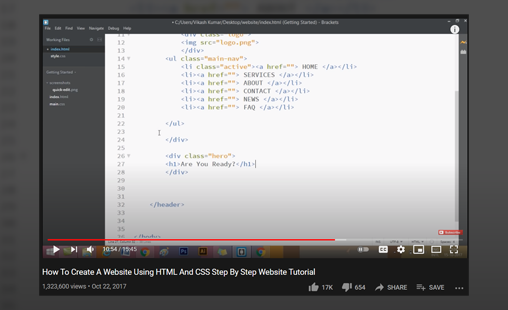 • C:/Users/Vikash Kumar/Desktop/website/index.html (Getting Started) - Brackets
File Edit Find View Navigate Debug Help
Working Files
index.html
style.css
Getting Started
screenshots
quick-edit.png
index.html
main.css
11 <div class="logo">
12 <img src="logo.png">
13 </div>
14 <ul class="main-nav">
15 <li class="active"><a href=""> HOME </a></li>
16 <li><a href=""> SERVICES </a></li>
17 <li><a href=""> ABOUT </a></li>
18 <li><a href=""> CONTACT </a></li>
19 <li><a href=""> NEWS </a></li>
20 <li><a href=""> FAQ </a></li>
21
22 </ul>
23
24 </div>
25
26 <div class="hero">
27 <h1>Are You Ready?</h1>
28 </div>
29
30
31
32 </header>
33
34
35
36 </body>
Subscribe
10:54 / 15:45
CC
How To Create A Website Using HTML And CSS Step By Step Website Tutorial
1,323,600 views • Oct 22, 2017
17K
654
SHARE
SAVE